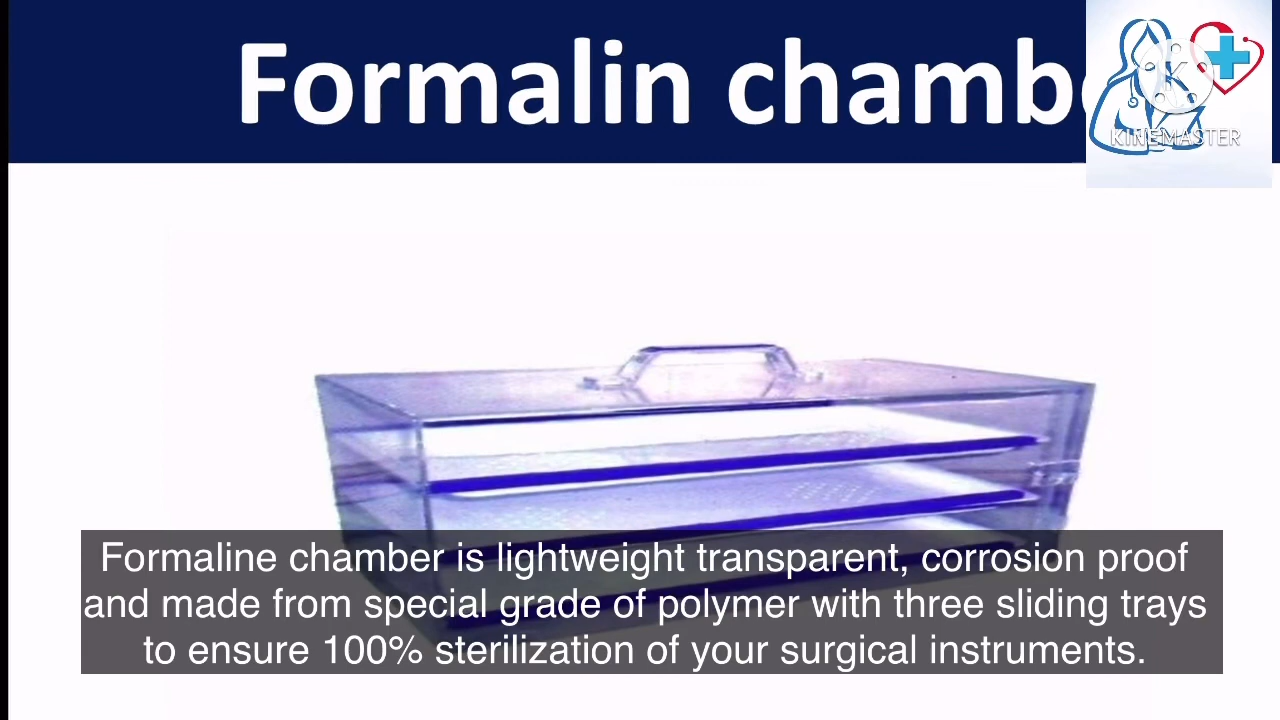 Formalin chambe
KINEMASTER
Formaline chamber is lightweight transparent, corrosion proof
and made from special grade of polymer with three sliding trays
to ensure 100% sterilization of your surgical instruments.